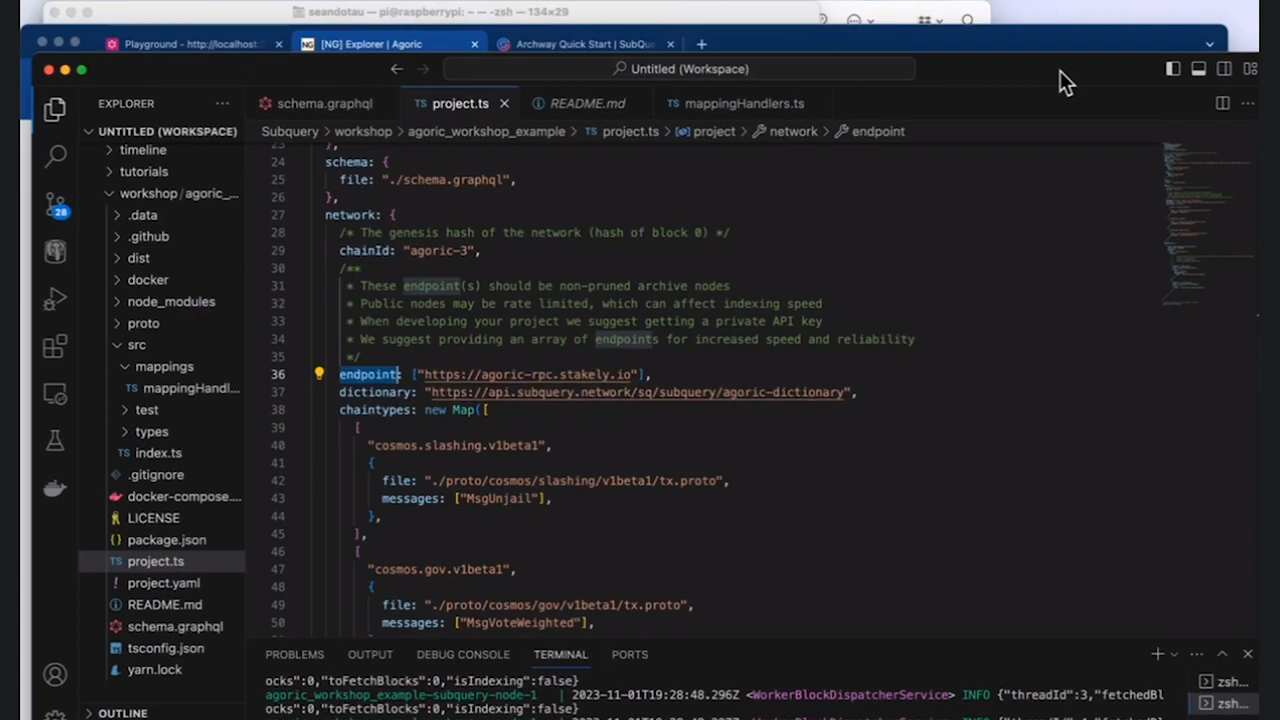 seandotau — pi@raspberrypi: ~ — -zsh — 134×29
Playground - http://localhost:
[NG] Explorer | Agoric
Archway Quick Start | SubQue
Untitled (Workspace)
EXPLORER
schema.graphql
TS project.ts
README.md
TS mappingHandlers.ts
UNTITLED (WORKSPACE)
Subquery > workshop > agoric_workshop_example > TS project.ts > project > network > endpoint
timeline
tutorials
workshop / agoric_...
.data
.github
dist
docker
node_modules
proto
src
mappings
TS mappingHandl...
test
types
TS index.ts
.gitignore
docker-compose....
LICENSE
package.json
TS project.ts
! project.yaml
README.md
schema.graphql
tsconfig.json
yarn.lock
OUTLINE
28
23 },
24 schema: {
25 file: "./schema.graphql",
26 },
27 network: {
28 /* The genesis hash of the network (hash of block 0) */
29 chainId: "agoric-3",
30 /**
31 * These endpoint(s) should be non-pruned archive nodes
32 * Public nodes may be rate limited, which can affect indexing speed
33 * When developing your project we suggest getting a private API key
34 * We suggest providing an array of endpoints for increased speed and reliability
35 */
36 endpoint: ["https://agoric-rpc.stakely.io"],
37 dictionary: "https://api.subquery.network/sq/subquery/agoric-dictionary",
38 chaintypes: new Map([
39 [
40 "cosmos.slashing.v1beta1",
41 {
42 file: "./proto/cosmos/slashing/v1beta1/tx.proto",
43 messages: ["MsgUnjail"],
44 },
45 ],
46 [
47 "cosmos.gov.v1beta1",
48 {
49 file: "./proto/cosmos/gov/v1beta1/tx.proto",
50 messages: ["MsgVoteWeighted"],
PROBLEMS OUTPUT DEBUG CONSOLE TERMINAL PORTS
ocks":0,"toFetchBlocks":0,"isIndexing":false}
agoric_workshop_example-subquery-node-1 | 2023-11-01T19:28:48.296Z <WorkerBlockDispatcherService> INFO {"threadId":3,"fetchedBl
ocks":0,"toFetchBlocks":0,"isIndexing":false}
zsh...
zsh...